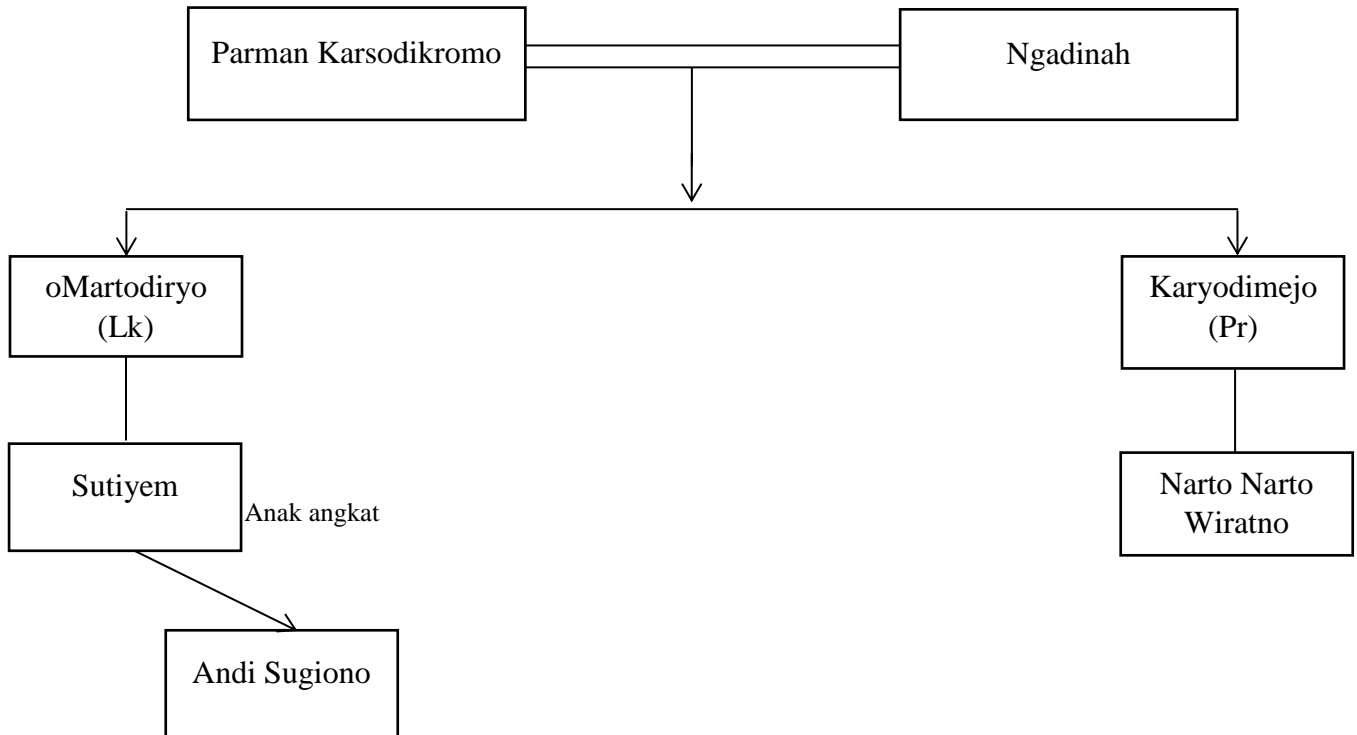 Parman Karsodikromo
Ngadinah
oMartodiryo
(Lk)
Karyodimejo
(Pr)
Sutiyem
Anak angkat
Narto Narto
Wiratno
Andi Sugiono